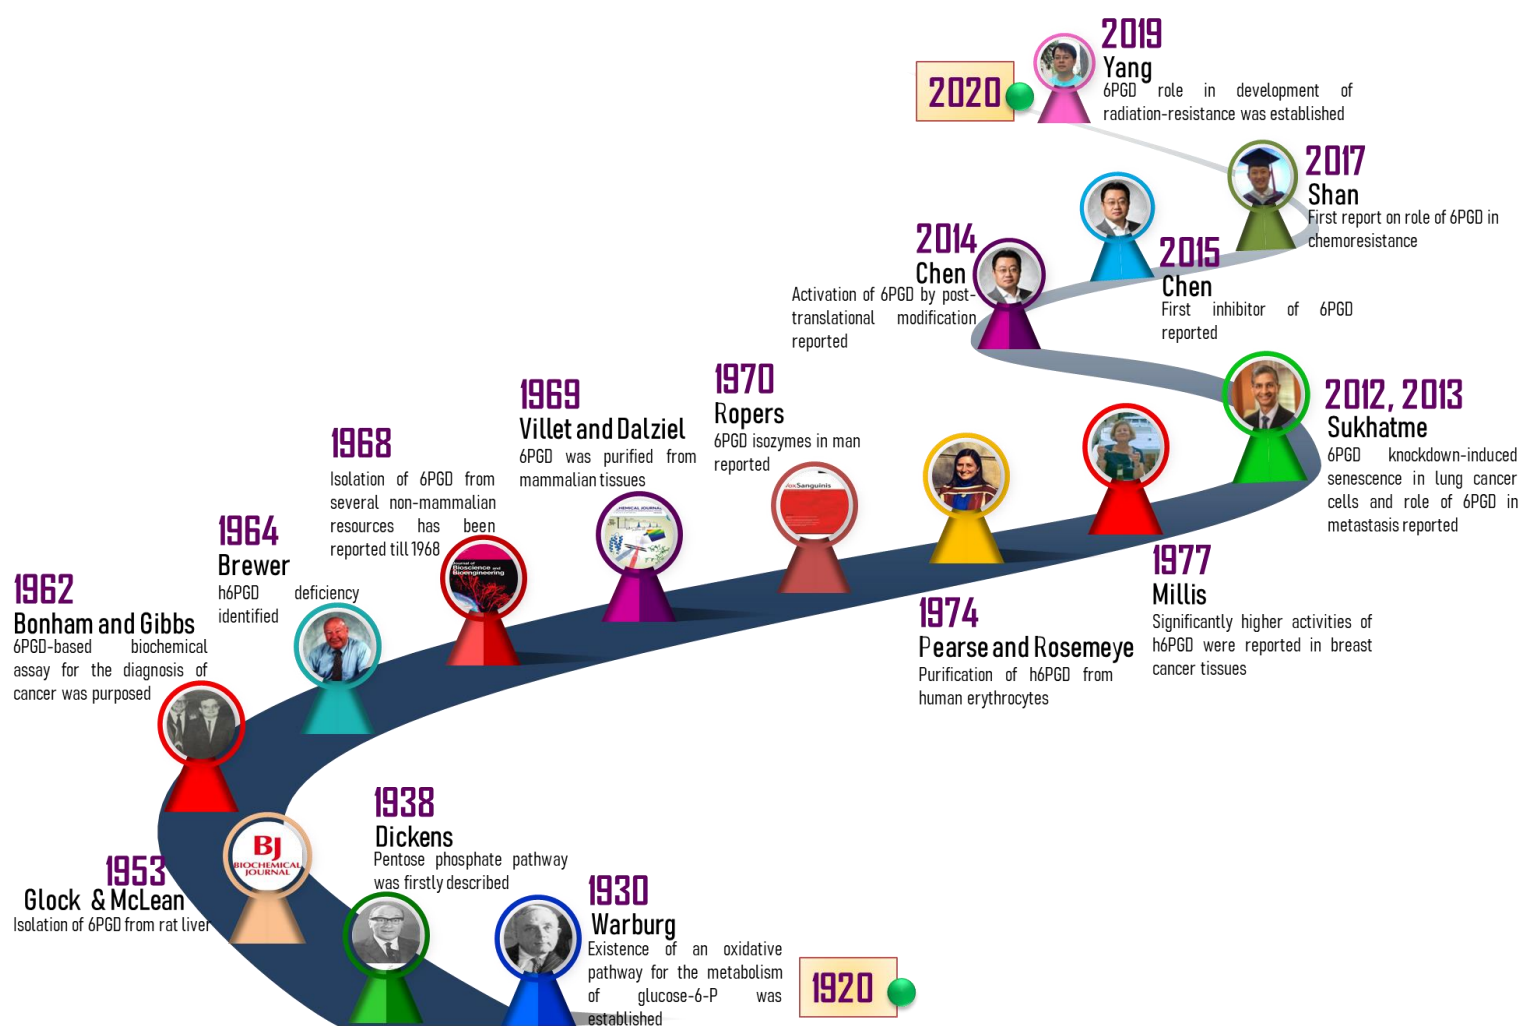 2019
Yang
6PGD role in development of
radiation-resistance was established
2020
2017
Shan
First report on role of 6PGD in
chemoresistance
2015
Chen
First inhibitor of 6PGD
reported
2014
Chen
Activation of 6PGD by post-
translational modification
reported
2012, 2013
Sukhatme
6PGD knockdown-induced
senescence in lung cancer
cells and role of 6PGD in
metastasis reported
1977
Millis
Significantly higher activities of
h6PGD were reported in breast
cancer tissues
1974
Pearse and Rosemeye
Purification of h6PGD from
human erythrocytes
1970
Ropers
6PGD isozymes in man
reported
VoxSanguinis
1969
Villet and Dalziel
6PGD was purified from
mammalian tissues
HEMICAL JOURNAL
1968
Isolation of 6PGD from
several non-mammalian
resources has been
reported till 1968
Journal of
Bioscience and
Bioengineering
1964
Brewer
h6PGD deficiency
identified
1962
Bonham and Gibbs
6PGD-based biochemical
assay for the diagnosis of
cancer was purposed
1953
Glock & McLean
Isolation of 6PGD from rat liver
BJ
BIOCHEMICAL
JOURNAL
1938
Dickens
Pentose phosphate pathway
was firstly described
1930
Warburg
Existence of an oxidative
pathway for the metabolism
of glucose-6-P was
established
1920